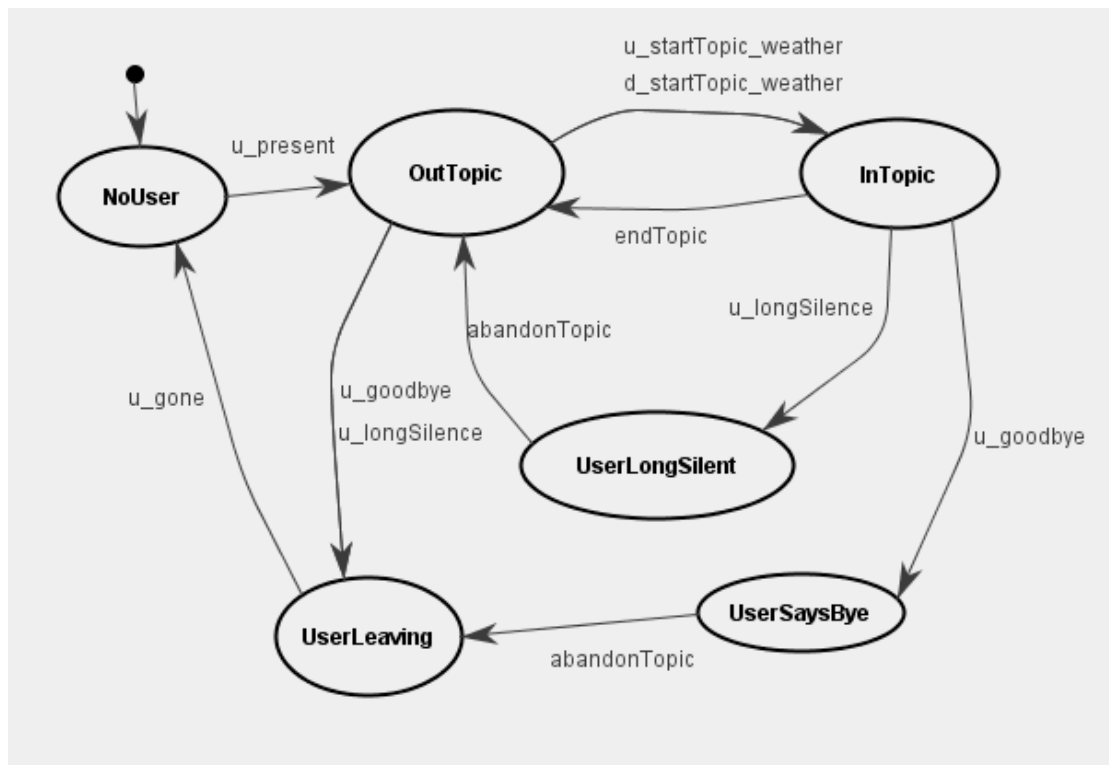 u_startTopic_weather
d_startTopic_weather
u_present
OutTopic
InTopic
NoUser
endTopic
u_longSilence
abandonTopic
u_gone
u_goodbye
u_longSilence
u_goodbye
UserLongSilent
UserSaysBye
UserLeaving
abandonTopic